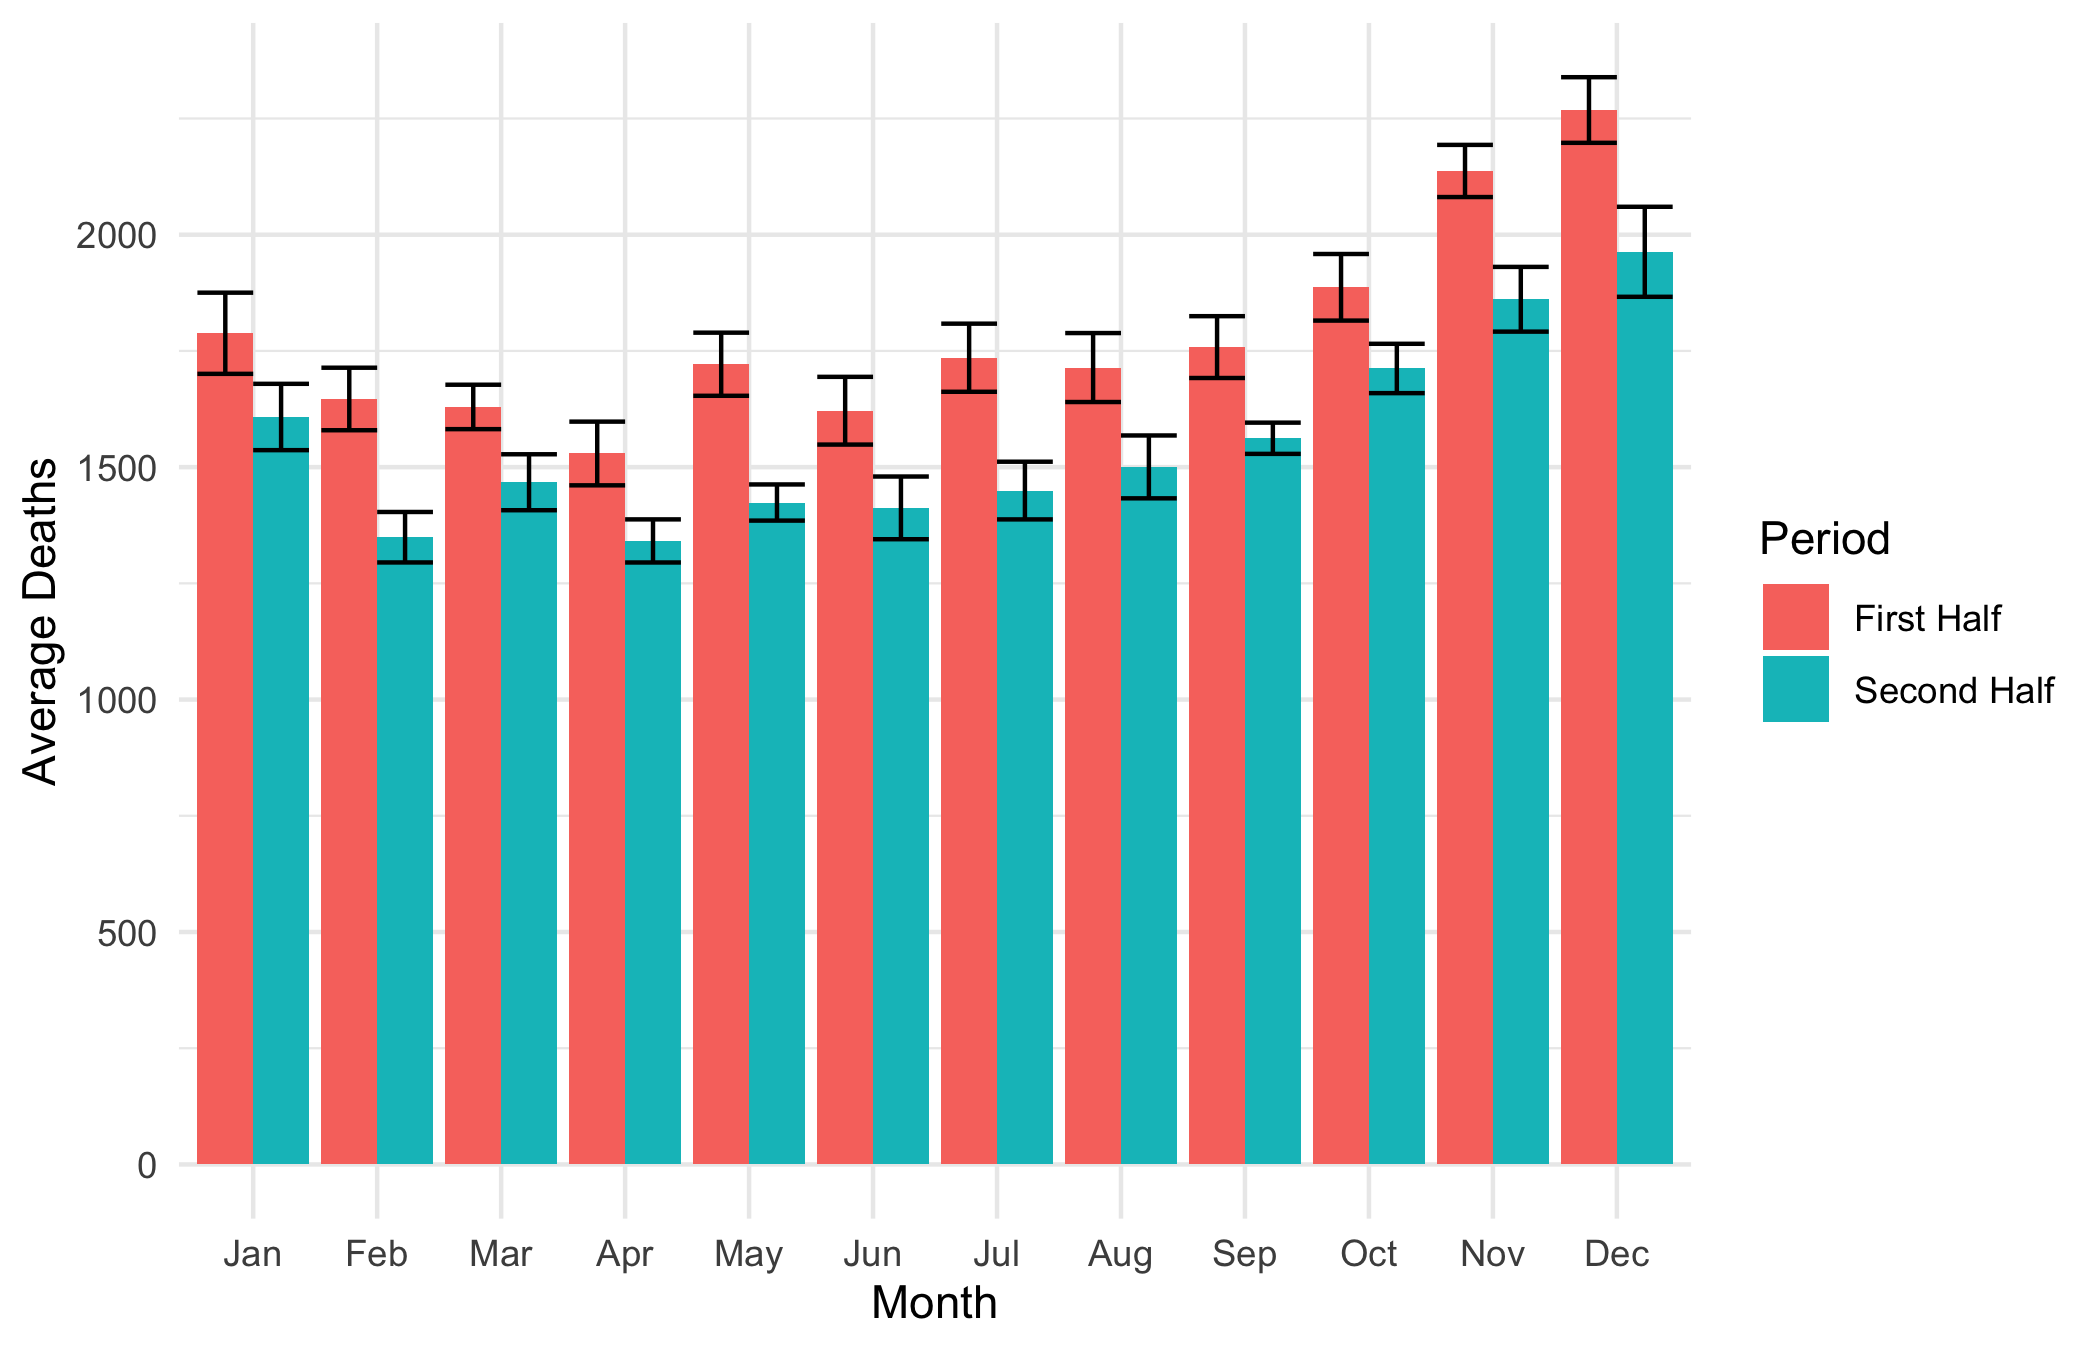 Average Deaths
2000
1500
1000
500
0
Jan Feb Mar Apr May Jun Jul Aug Sep Oct Nov Dec
Month
Period
First Half
Second Half